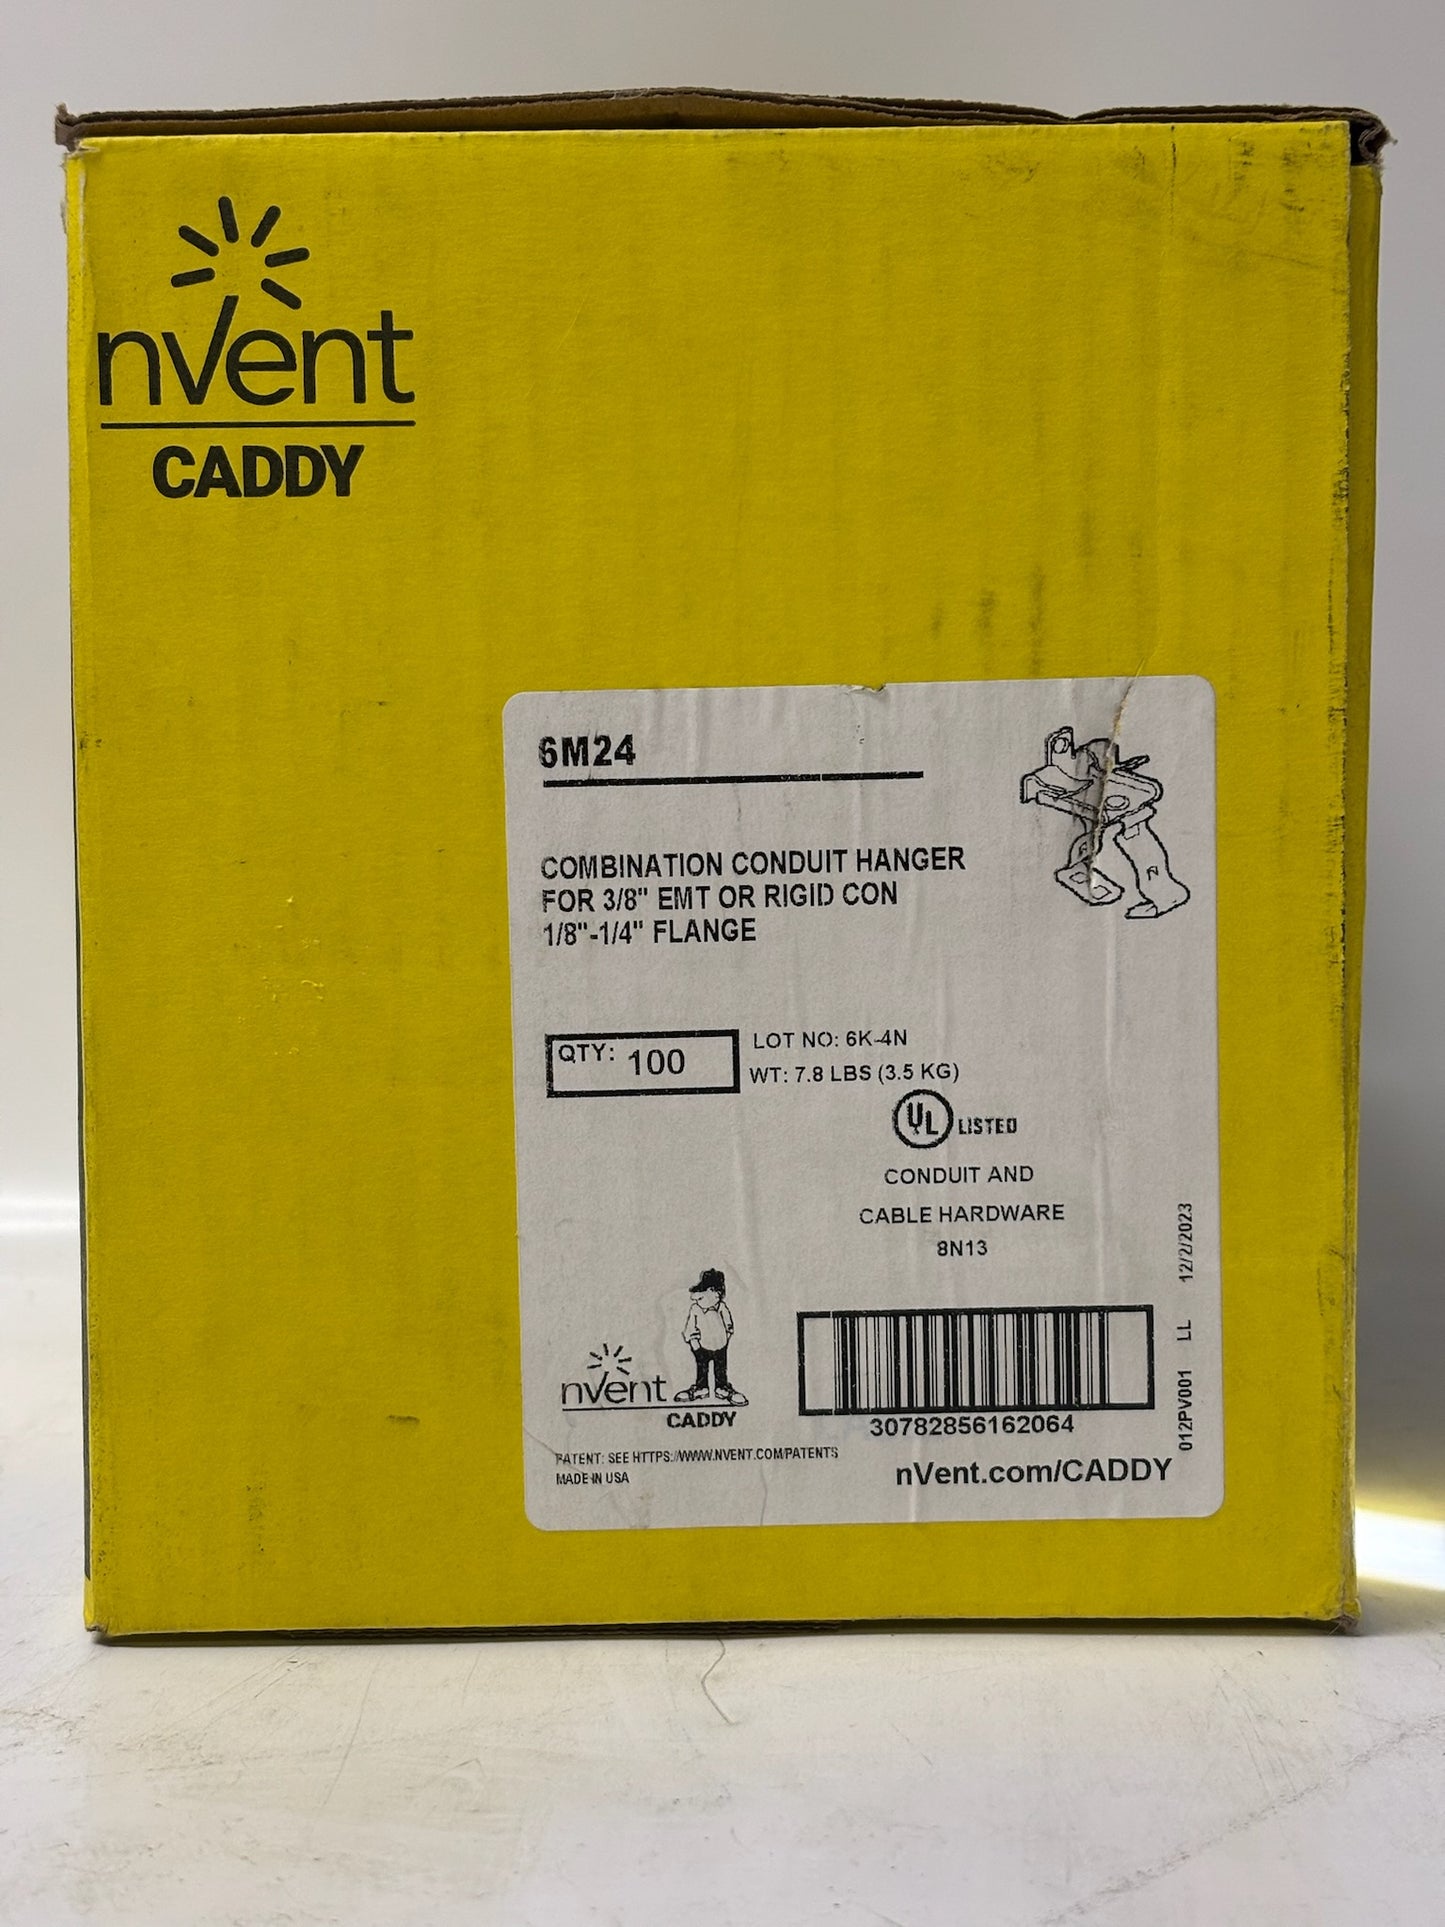 nVent
CADDY
6M24
COMBINATION CONDUIT HANGER
FOR 3/8" EMT OR RIGID CON
1/8"-1/4" FLANGE
QTY: 100
LOT NO: 6K-4N
WT: 7.8 LBS (3.5 KG)
UL LISTED
CONDUIT AND
CABLE HARDWARE
8N13
nVent
CADDY
30782856162064
PATENT: SEE HTTPS://WWW.NVENT.COM/PATENTS
MADE IN USA
nVent.com/CADDY
012PV001 LL 12/2/2023